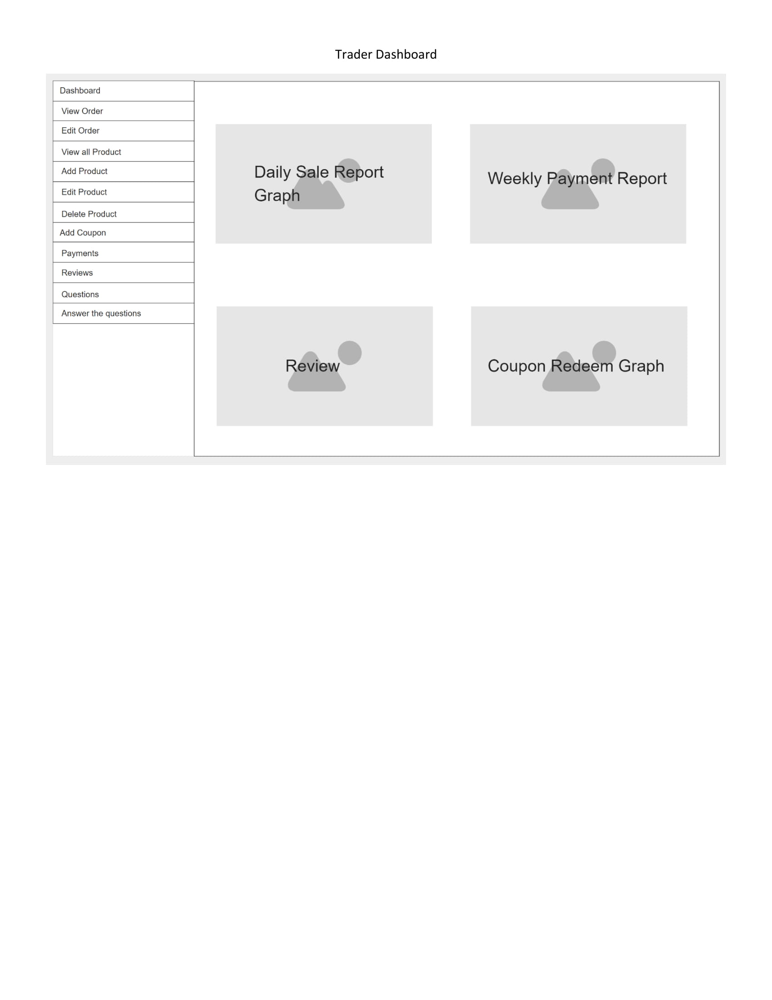 Trader Dashboard
Dashboard
View Order
Edit Order
View all Product
Add Product
Edit Product
Delete Product
Add Coupon
Payments
Reviews
Questions
Answer the questions
Daily Sale Report
Graph
Weekly Payment Report
Review
Coupon Redeem Graph